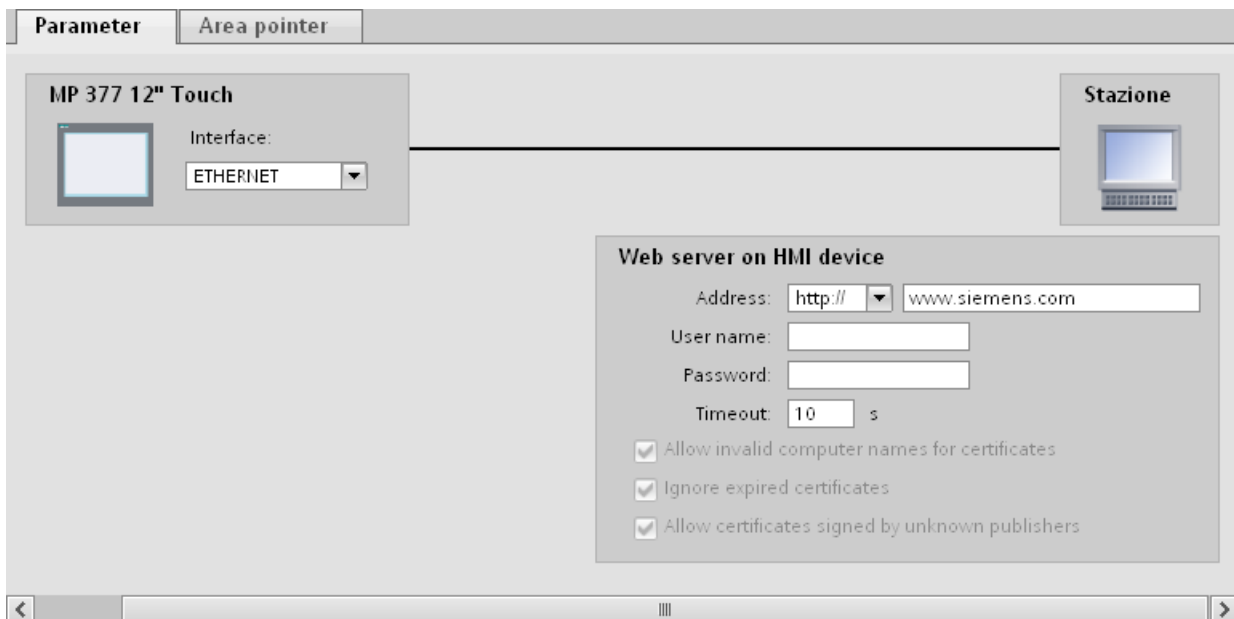 Parameter
Area pointer
MP 377 12" Touch
Interface:
ETHERNET
Stazione
Web server on HMI device
Address: http:// www.siemens.com
User name:
Password:
Timeout: 10 s
Allow invalid computer names for certificates
Ignore expired certificates
Allow certificates signed by unknown publishers